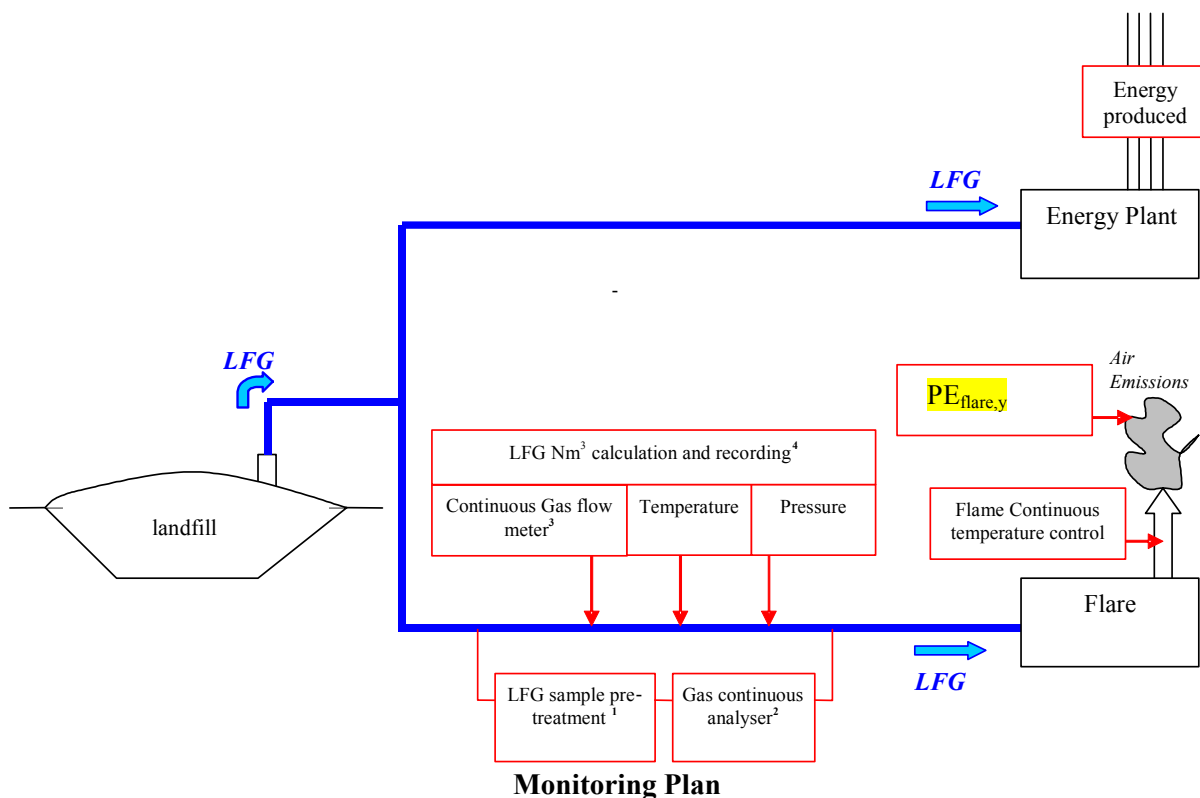 Energy
produced
LFG
Energy Plant
-
LFG
Air
Emissions
PEflare,y
LFG Nm3 calculation and recording4
Continuous Gas flow
meter3
Temperature
Pressure
landfill
Flame Continuous
temperature control
Flare
LFG
LFG sample pre-
treatment 1
Gas continuous
analyser2
Monitoring Plan